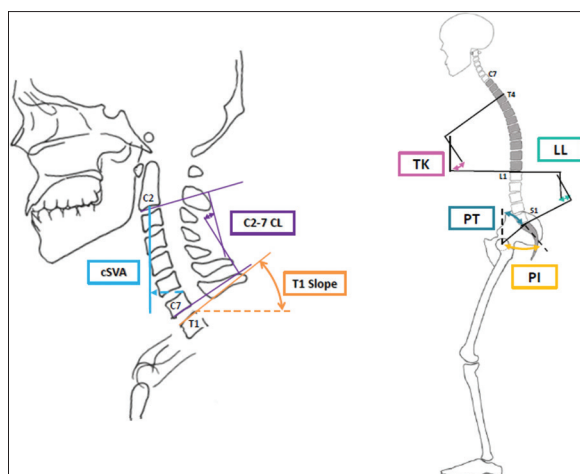 C2
C2-7 CL
cSVA
T1 Slope
C7
T1
C7
T4
TK
LL
L1
PT
S1
PI